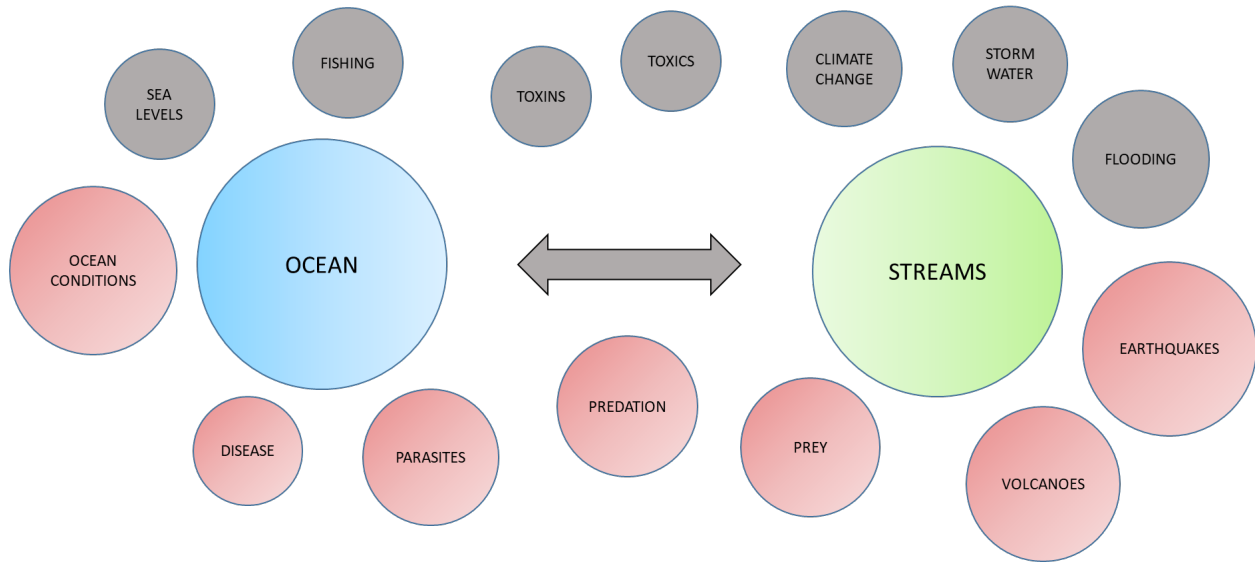 SEA
LEVELS
FISHING
TOXINS
TOXICS
CLIMATE
CHANGE
STORM
WATER
FLOODING
OCEAN
CONDITIONS
OCEAN
STREAMS
EARTHQUAKES
DISEASE
PARASITES
PREDATION
PREY
VOLCANOES